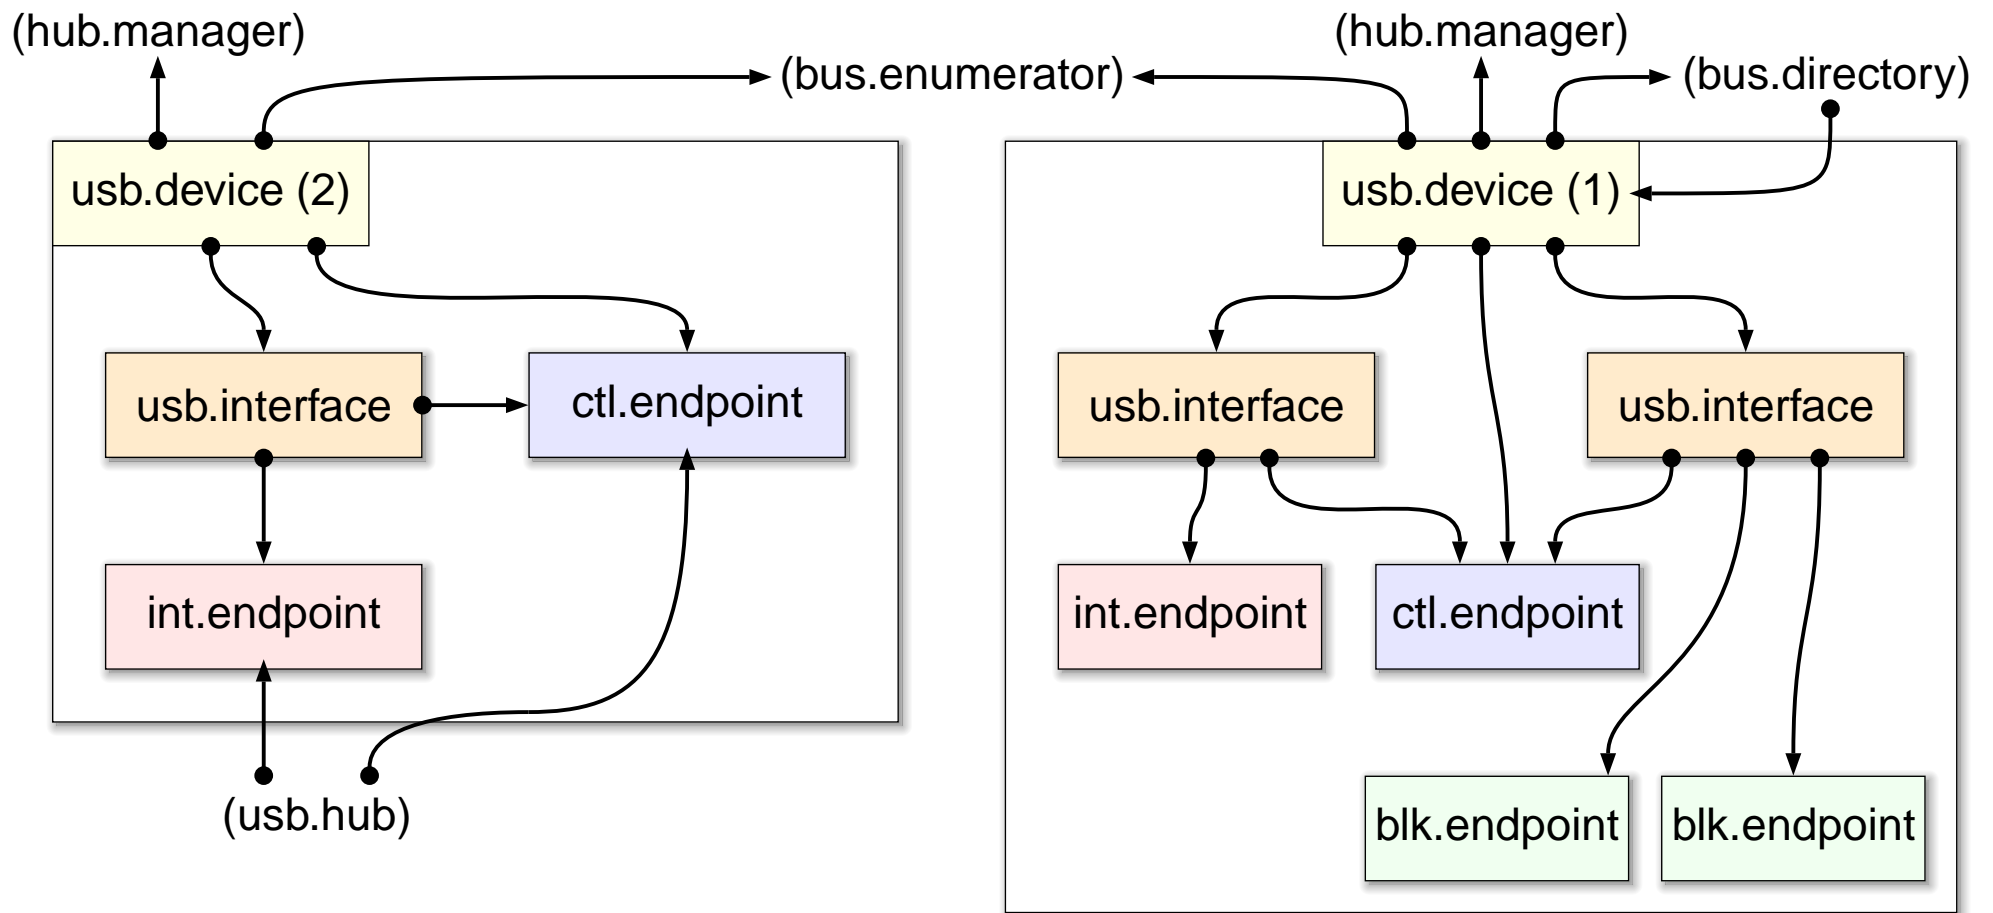 (hub.manager)
(hub.manager)
(bus.enumerator)
(bus.directory)
usb.device (2)
usb.device (1)
usb.interface
ctl.endpoint
usb.interface
usb.interface
int.endpoint
int.endpoint
ctl.endpoint
(usb.hub)
blk.endpoint
blk.endpoint